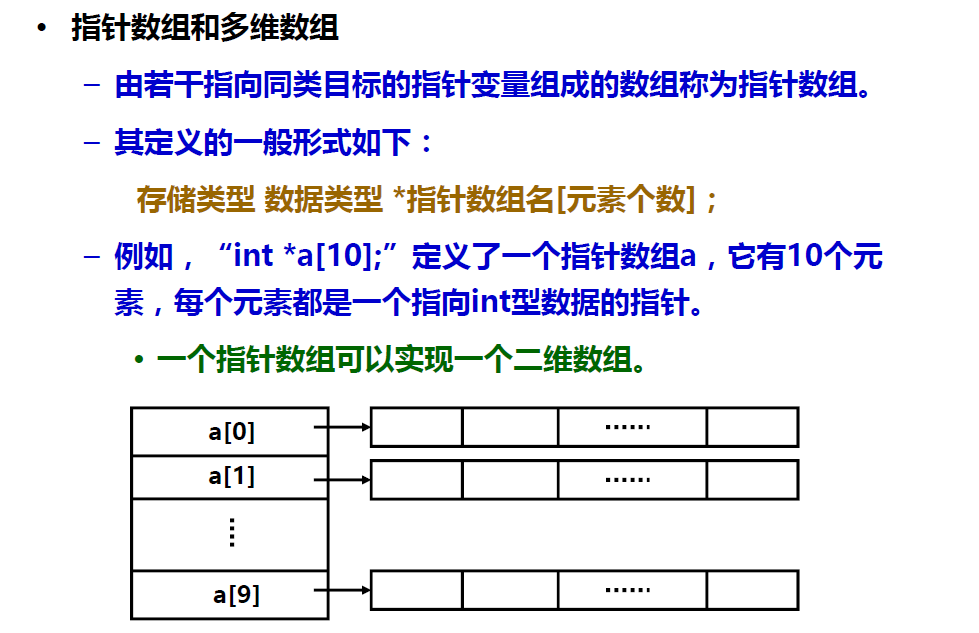 • 指针数组和多维数组
– 由若干指向同类目标的指针变量组成的数组称为指针数组。
– 其定义的一般形式如下：
存储类型 数据类型 *指针数组名[元素个数]；
– 例如，“int *a[10];”定义了一个指针数组a，它有10个元
素，每个元素都是一个指向int型数据的指针。
• 一个指针数组可以实现一个二维数组。
a[0] ······
a[1] ······
⋮
a[9] ······